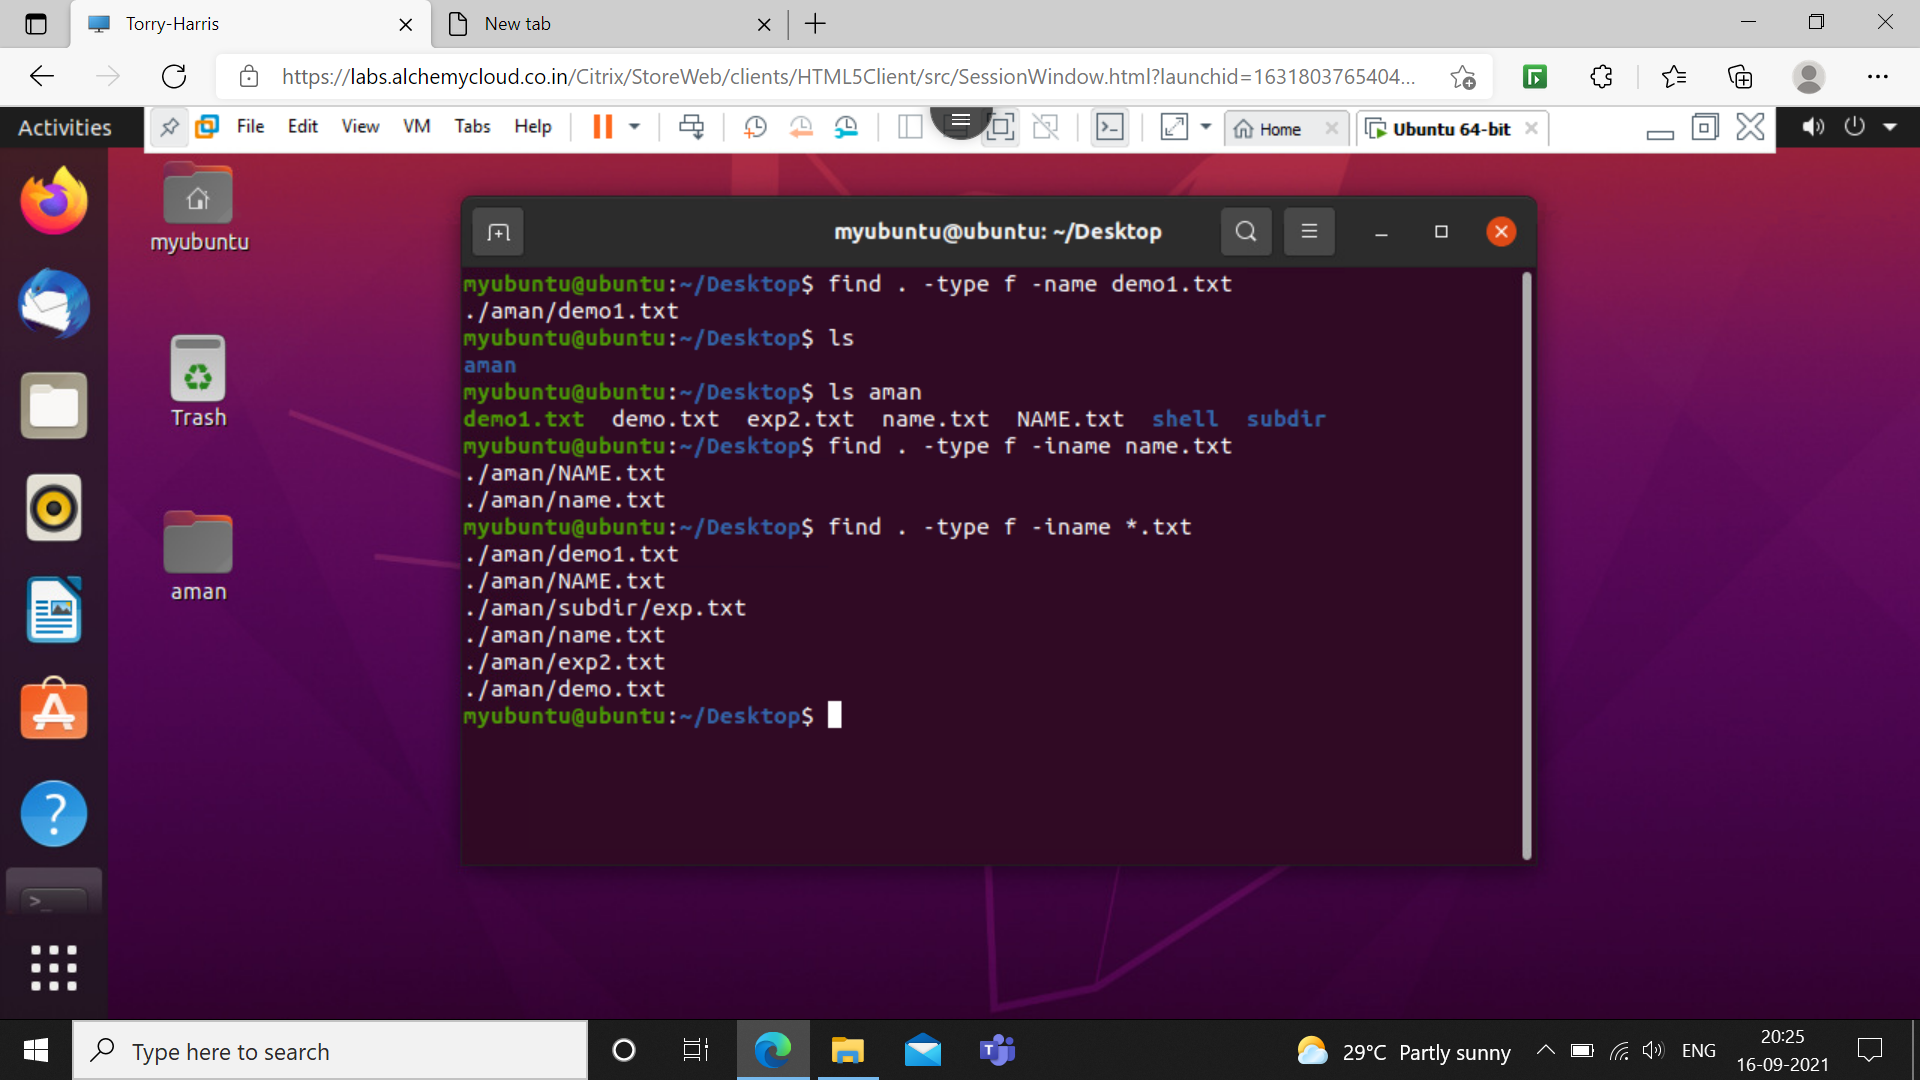 Torry-Harris
New tab
https://labs.alchemycloud.co.in/Citrix/StoreWeb/clients/HTML5Client/src/SessionWindow.html?launchid=1631803765404...
Activities
File Edit View VM Tabs Help
Home
Ubuntu 64-bit
myubuntu
Trash
aman
myubuntu@ubuntu: ~/Desktop
myubuntu@ubuntu:~/Desktop$ find . -type f -name demo1.txt
./aman/demo1.txt
myubuntu@ubuntu:~/Desktop$ ls
aman
myubuntu@ubuntu:~/Desktop$ ls aman
demo1.txt demo.txt exp2.txt name.txt NAME.txt shell subdir
myubuntu@ubuntu:~/Desktop$ find . -type f -iname name.txt
./aman/NAME.txt
./aman/name.txt
myubuntu@ubuntu:~/Desktop$ find . -type f -iname *.txt
./aman/demo1.txt
./aman/NAME.txt
./aman/subdir/exp.txt
./aman/name.txt
./aman/exp2.txt
./aman/demo.txt
myubuntu@ubuntu:~/Desktop$
Type here to search
29°C Partly sunny
ENG
20:25
16-09-2021